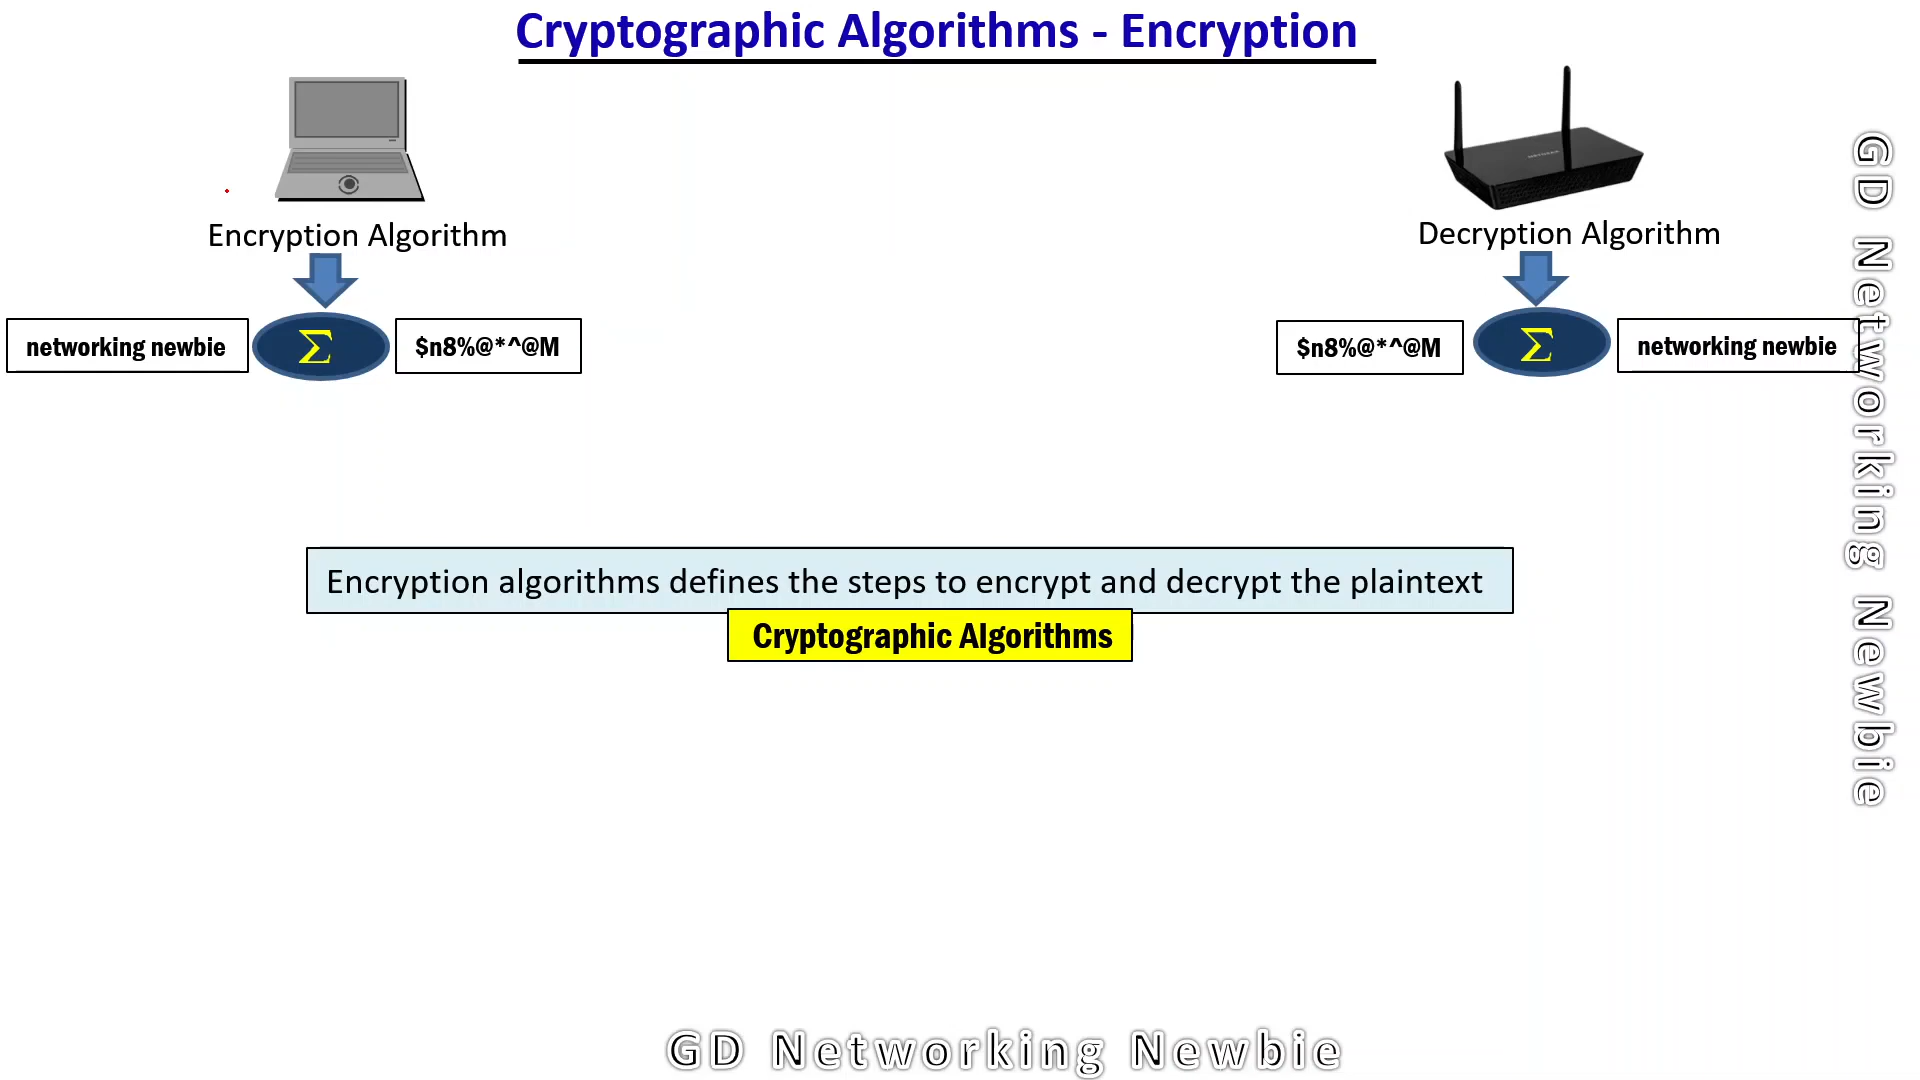 Cryptographic Algorithms - Encryption
Encryption Algorithm
Decryption Algorithm
networking newbie
Σ
$n8%@*^@M
$n8%@*^@M
Σ
networking newbie
Encryption algorithms defines the steps to encrypt and decrypt the plaintext
Cryptographic Algorithms
GD Networking Newbie
GD Networking Newbie